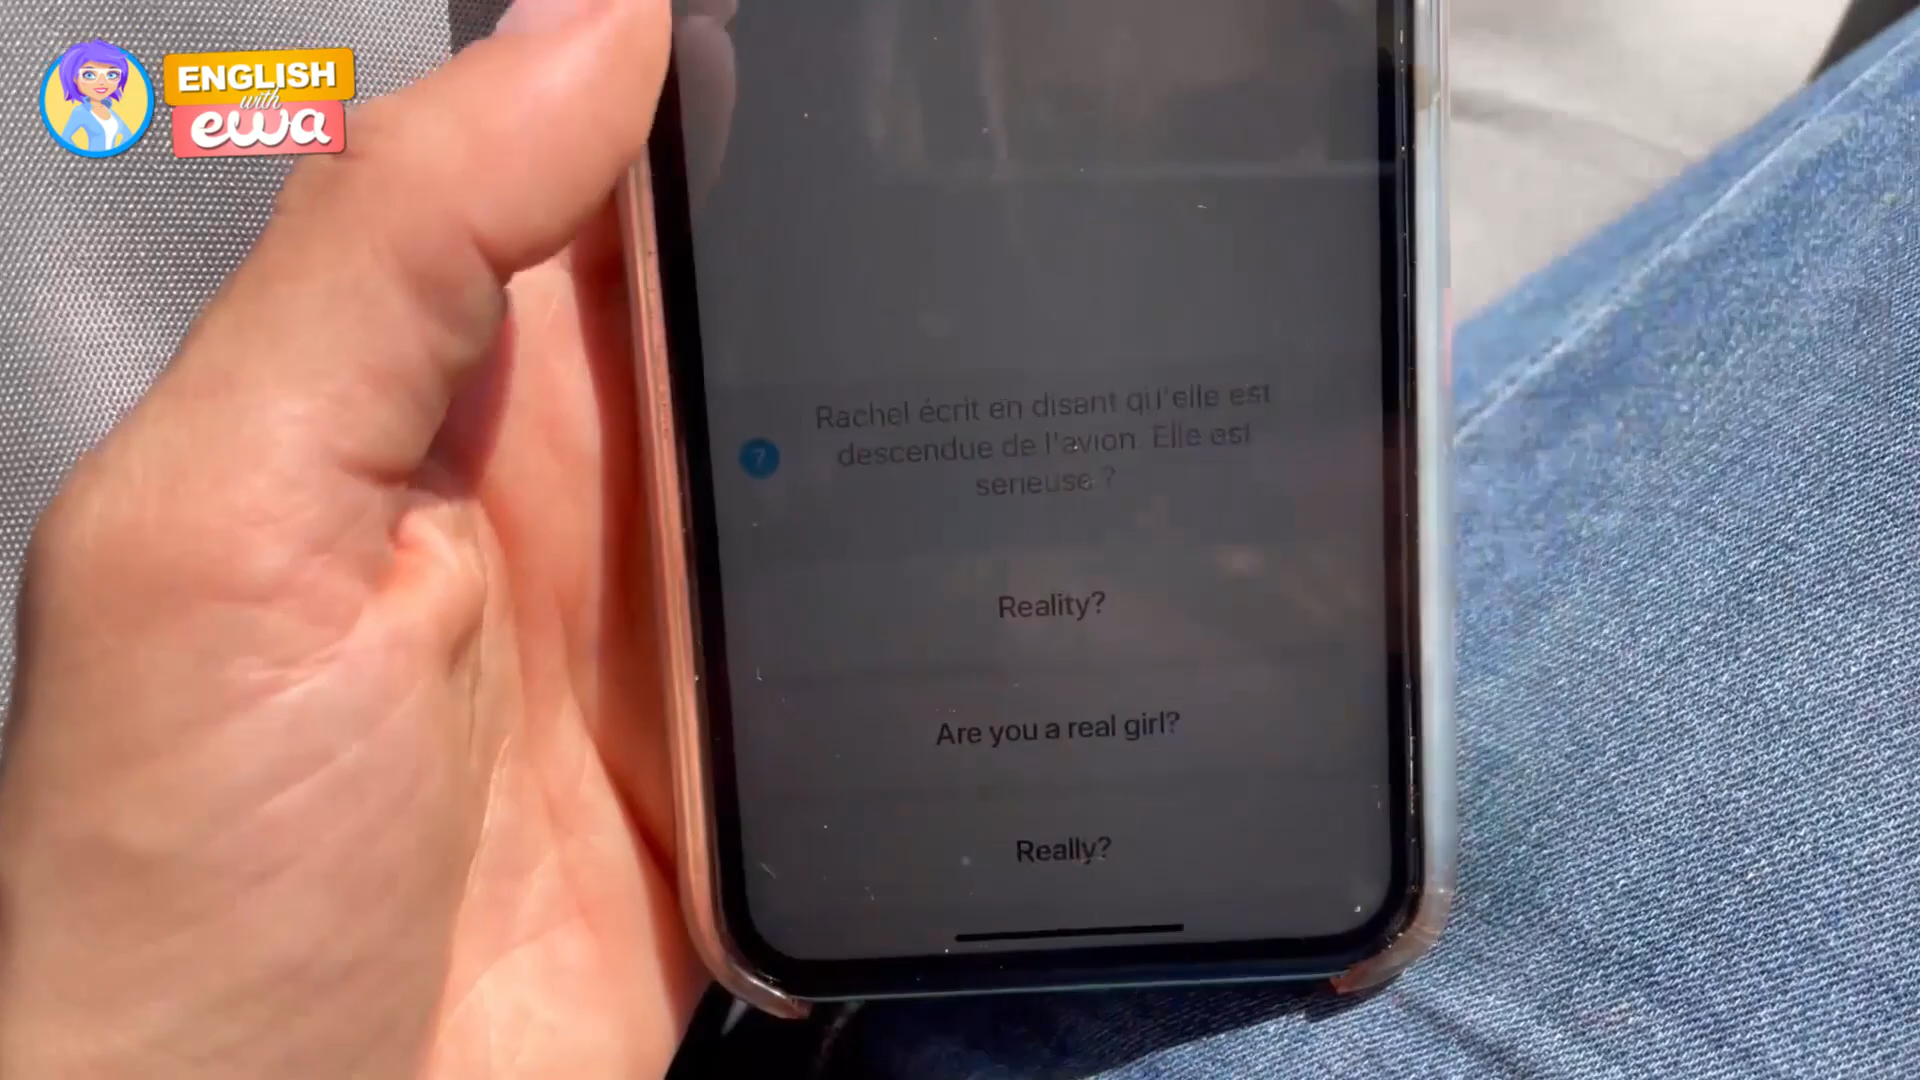 ENGLISH
with
ewa
Rachel écrit en disant qu'elle est
descendue de l'avion. Elle est
sérieuse ?
?
Reality?
Are you a real girl?
Really?